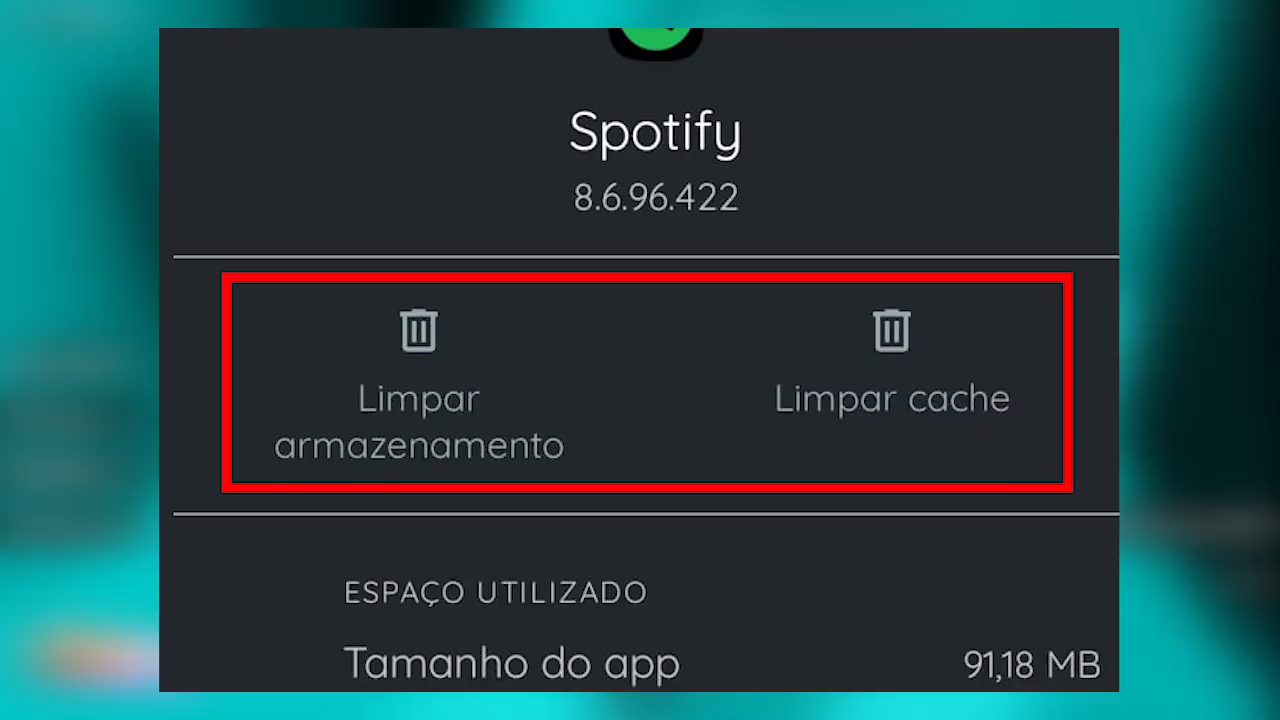 Spotify
8.6.96.422
Limpar
armazenamento
Limpar cache
ESPAÇO UTILIZADO
Tamanho do app 91,18 MB